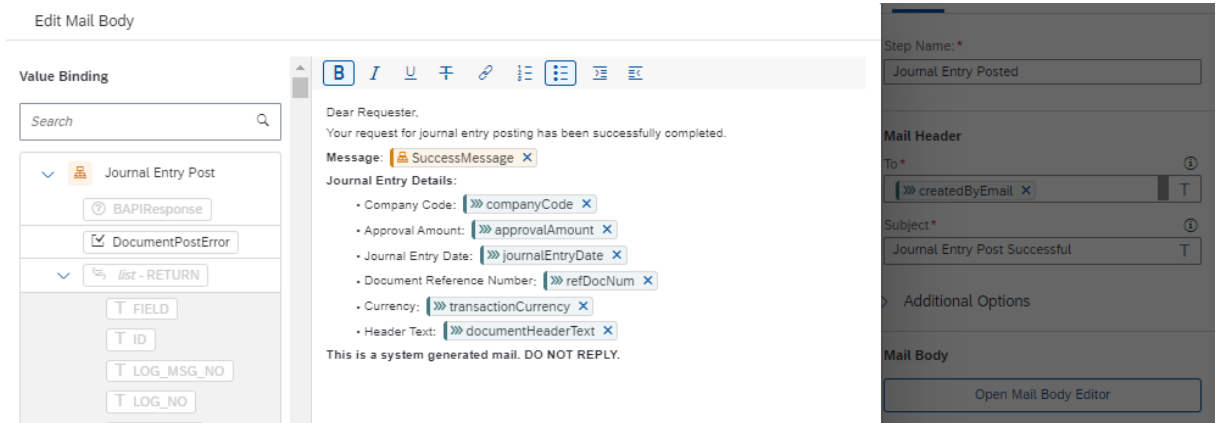 Edit Mail Body
Value Binding
Search
Journal Entry Post
BAPIResponse
DocumentPostError
list - RETURN
T FIELD
T ID
T LOG_MSG_NO
T LOG_NO
B I U T
Dear Requester,
Your request for journal entry posting has been successfully completed.
Message: SuccessMessage
Journal Entry Details:
• Company Code: companyCode
• Approval Amount: approvalAmount
• Journal Entry Date: journalEntryDate
• Document Reference Number: refDocNum
• Currency: transactionCurrency
• Header Text: documentHeaderText
This is a system generated mail. DO NOT REPLY.
Step Name:*
Journal Entry Posted
Mail Header
To*
createdByEmail T
Subject*
Journal Entry Post Successful T
Additional Options
Mail Body
Open Mail Body Editor